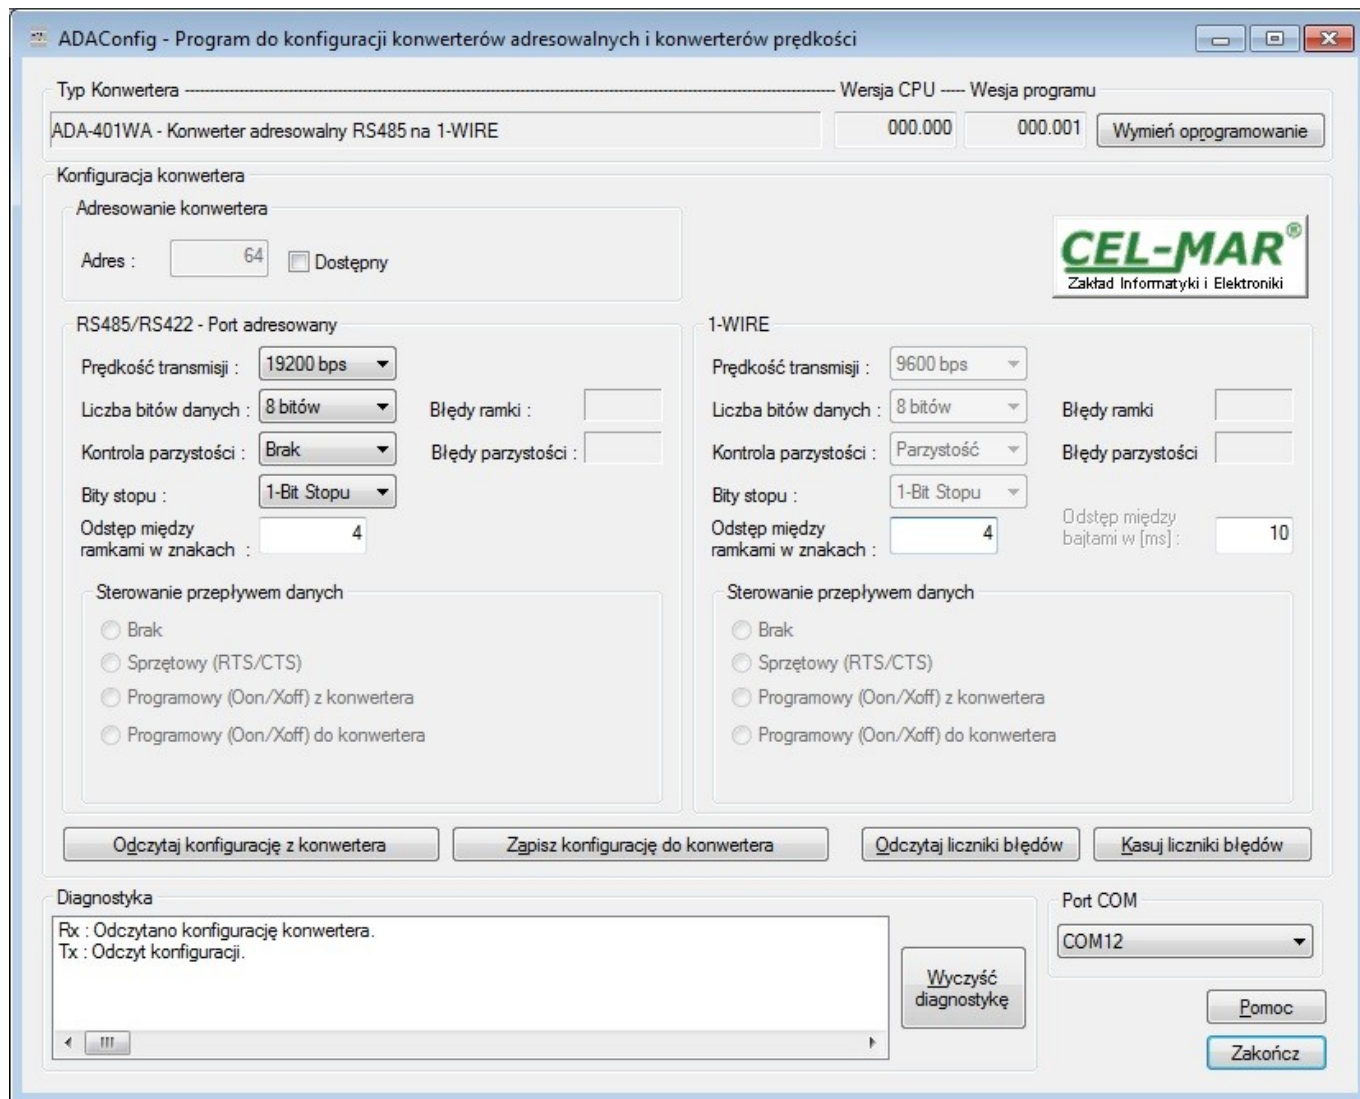 ADAConfig - Program do konfiguracji konwerterów adresowalnych i konwerterów prędkości
Typ Konwertera
Wersja CPU
Wesja programu
ADA-401WA - Konwerter adresowalny RS485 na 1-WIRE
000.000
000.001
Wymień oprogramowanie
Konfiguracja konwertera
Adresowanie konwertera
Adres :
64
Dostępny
CEL-MAR®
Zakład Informatyki i Elektroniki
RS485/RS422 - Port adresowany
Prędkość transmisji :
19200 bps
Liczba bitów danych :
8 bitów
Błędy ramki :
Kontrola parzystości :
Brak
Błędy parzystości :
Bity stopu :
1-Bit Stopu
Odstęp między
ramkami w znakach :
4
Sterowanie przepływem danych
Brak
Sprzętowy (RTS/CTS)
Programowy (Oon/Xoff) z konwertera
Programowy (Oon/Xoff) do konwertera
1-WIRE
Prędkość transmisji :
9600 bps
Liczba bitów danych :
8 bitów
Błędy ramki
Kontrola parzystości :
Parzystość
Błędy parzystości
Bity stopu :
1-Bit Stopu
Odstęp między
ramkami w znakach :
4
Odstęp między
bajtami w [ms] :
10
Sterowanie przepływem danych
Brak
Sprzętowy (RTS/CTS)
Programowy (Oon/Xoff) z konwertera
Programowy (Oon/Xoff) do konwertera
Odczytaj konfigurację z konwertera
Zapisz konfigurację do konwertera
Odczytaj liczniki błędów
Kasuj liczniki błędów
Diagnostyka
Rx : Odczytano konfigurację konwertera.
Tx : Odczyt konfiguracji.
Wyczyść
diagnostykę
Port COM
COM12
Pomoc
Zakończ